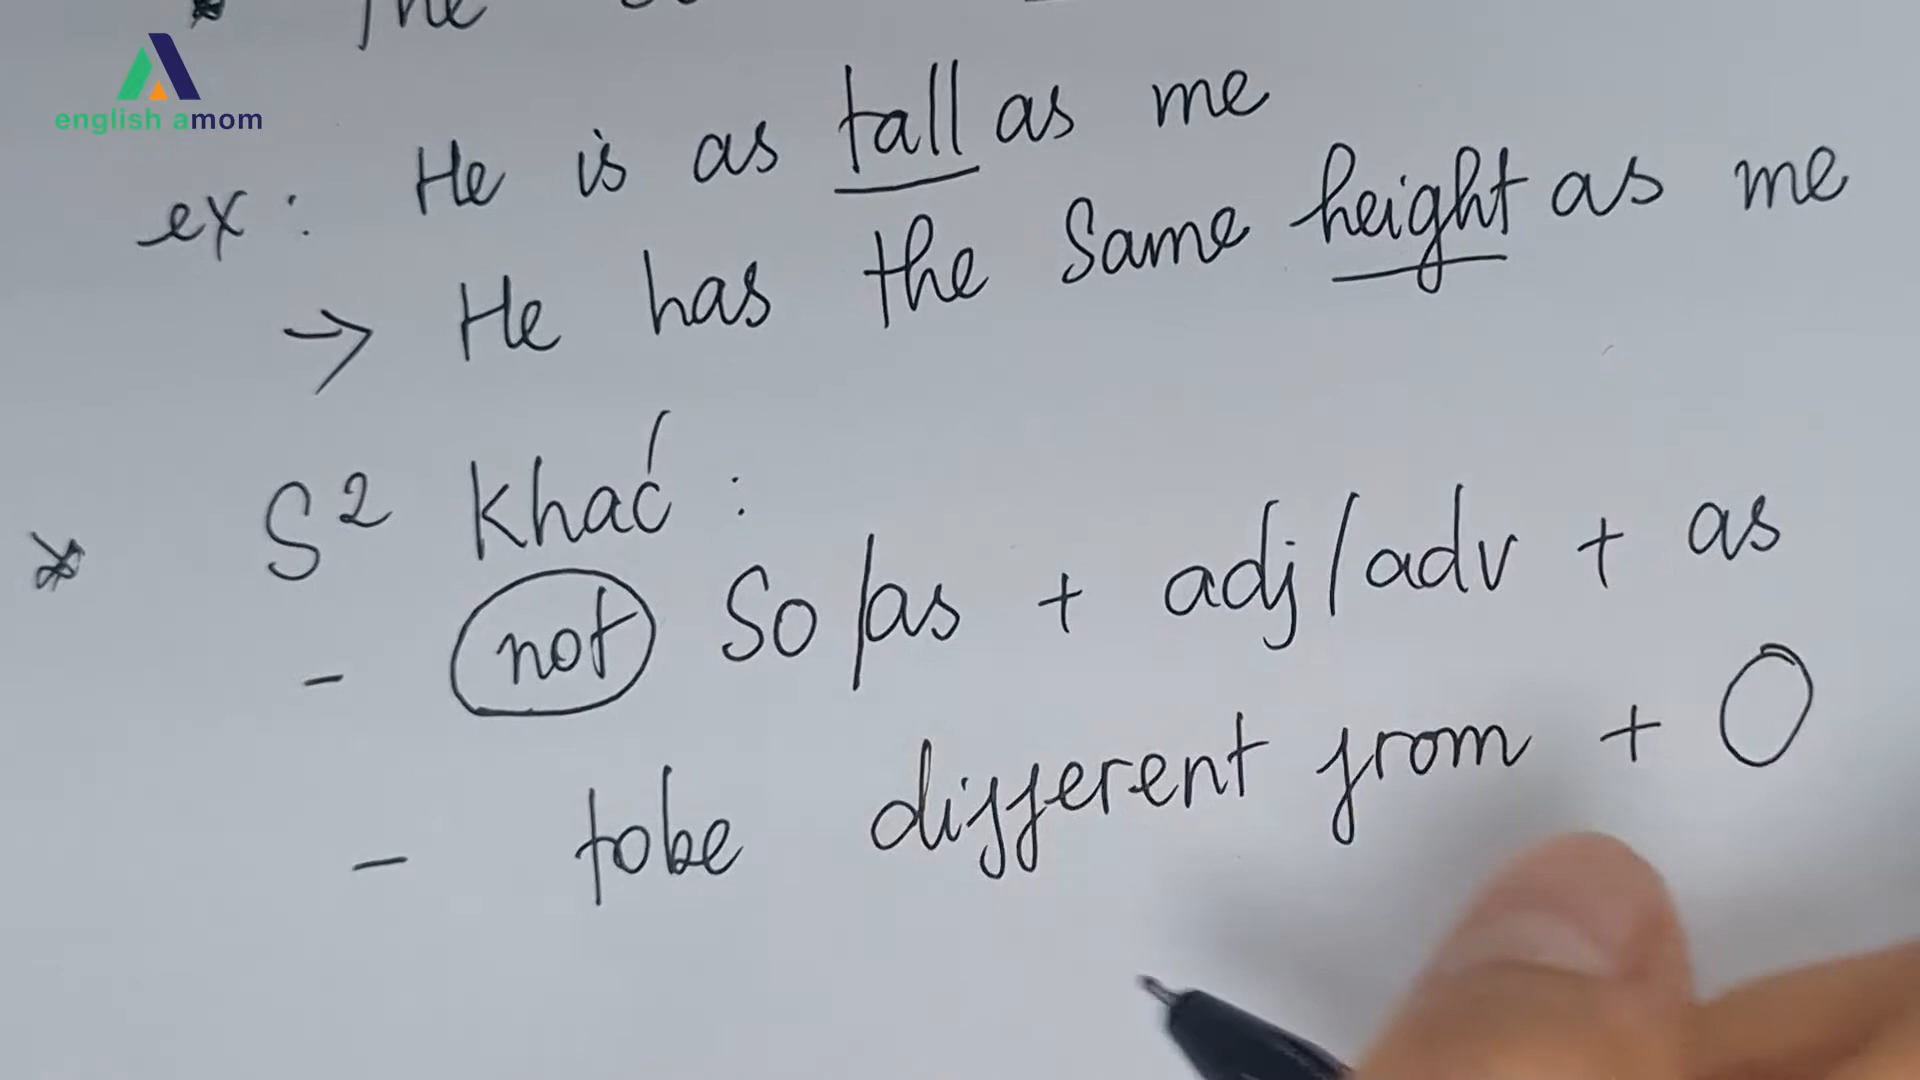 * The
english amom
ex: He is as tall as me
→ He has the same height as me
* S² khác:
- not so/as + adj/adv + as
- tobe different from + O